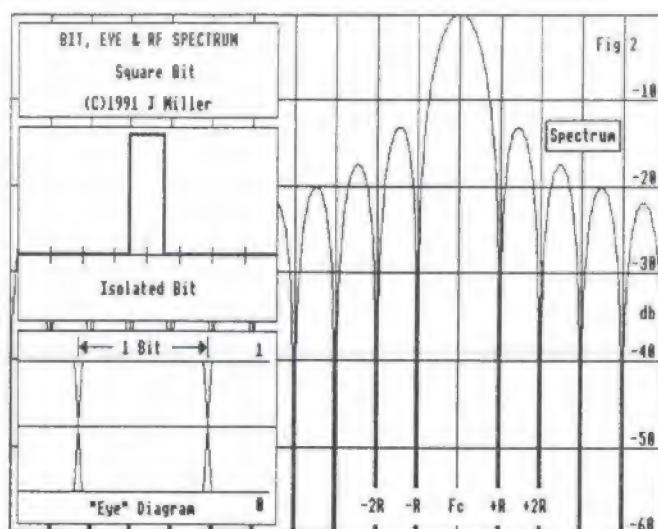 BIT, EYE & RF SPECTRUM
Square Bit
(C)1991 J Miller
Fig 2
-10
Spectrum
-20
Isolated Bit
-30
db
1 Bit
1
-40
-50
"Eye" Diagram
0
-2R -R Fc +R +2R
-60